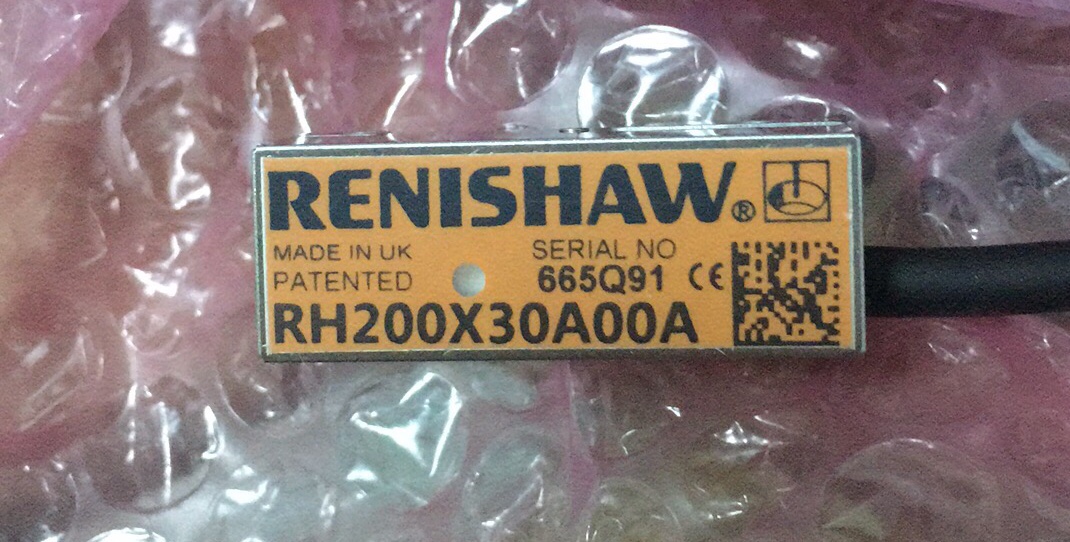 RENISHAW®
MADE IN UK
PATENTED
SERIAL NO
665Q91 CE
RH200X30A00A